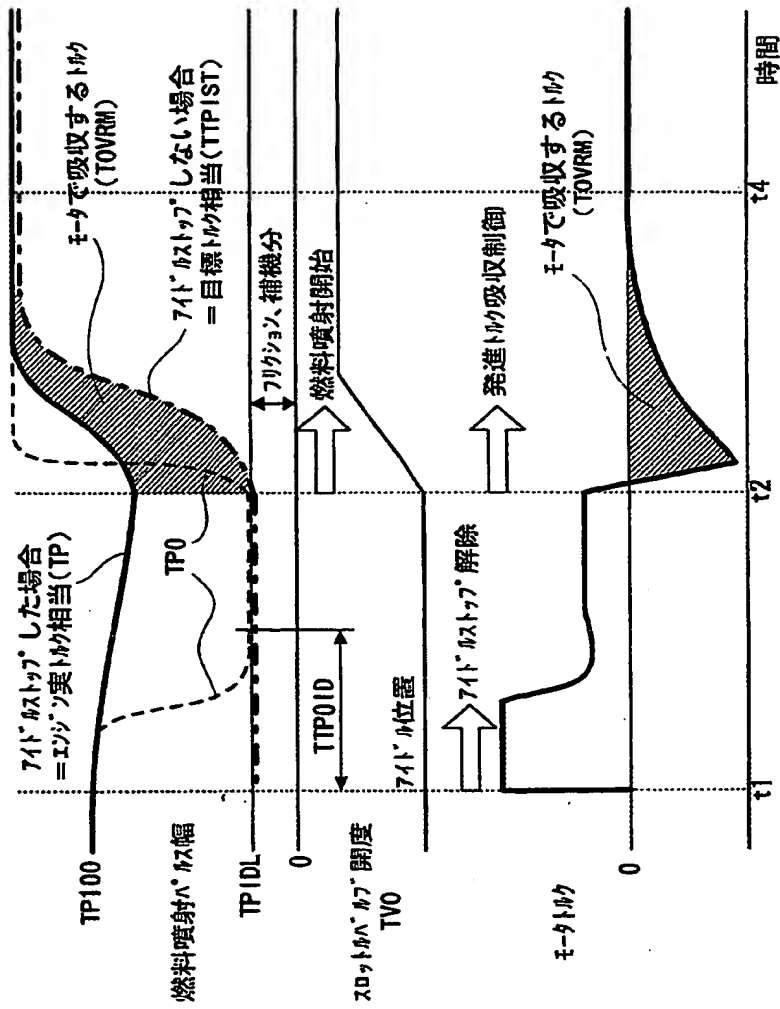 アイドルストップした場合
＝エンジン実トルク相当(TP)
モータで吸収するトルク
(TOVRM)
アイドルストップしない場合
＝目標トルク相当(TTPIST)
TP100
TP0
燃料噴射パルス幅
TPIDL
TTPOID
フリクション、補機分
0
燃料噴射開始
スロットルバルブ開度
TVO
アイドル位置
アイドルストップ解除
発進トルク吸収制御
モータトルク
0
モータで吸収するトルク
(TOVRM)
t1
t2
t4
時間